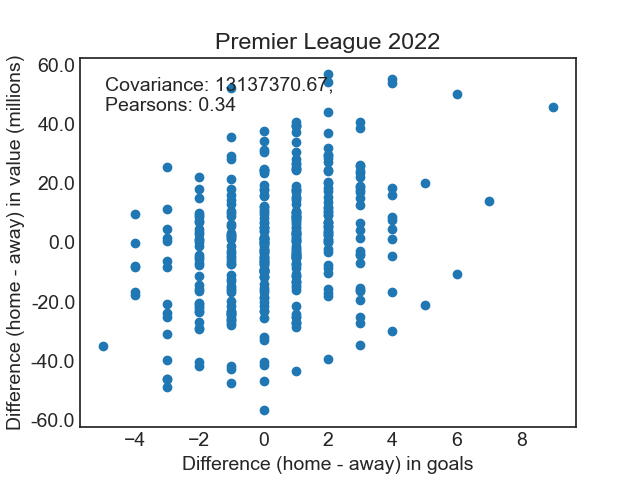 Premier League 2022
Covariance: 13137370.67,
Pearsons: 0.34
Difference (home - away) in value (millions)
60.0
40.0
20.0
0.0
-20.0
-40.0
-60.0
−4 −2 0 2 4 6 8
Difference (home - away) in goals